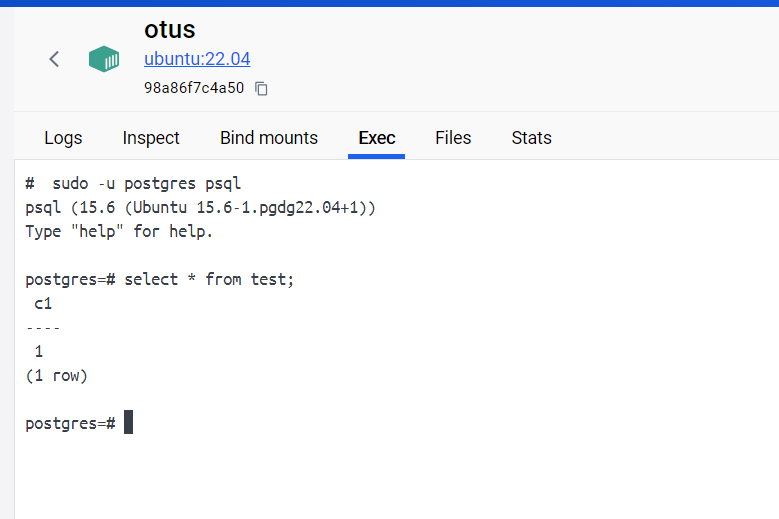 otus
ubuntu:22.04
98a86f7c4a50
Logs Inspect Bind mounts Exec Files Stats
#  sudo -u postgres psql
psql (15.6 (Ubuntu 15.6-1.pgdg22.04+1))
Type "help" for help.
postgres=# select * from test;
c1
----
1
(1 row)
postgres=#